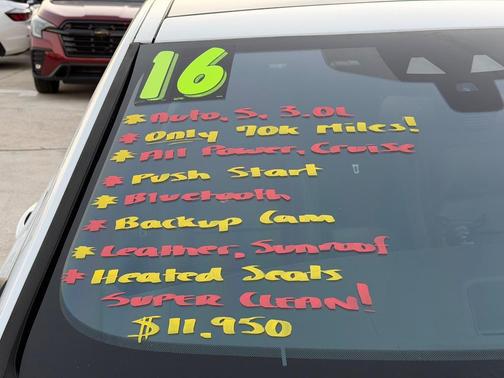 16
* Auto, S, 3.0L
* Only 90k Miles!
* All Power, Cruise
* Push Start
* Bluetooth
* Backup Cam
* Leather, Sunroof
* Heated Seats
SUPER CLEAN!
$11,950